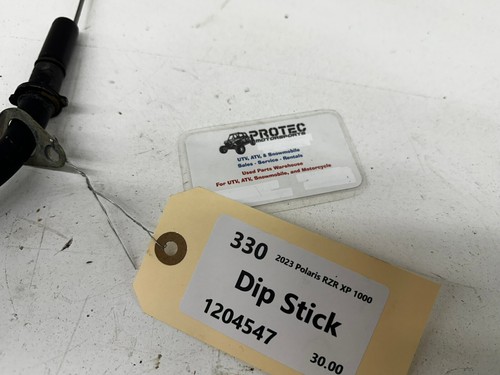 PROTEC
MOTORSPORTS
UTV, ATV, & Snowmobile
Sales - Service - Rentals
Used Parts Warehouse
For UTV, ATV, Snowmobile, and Motorcycle
330 2023 Polaris RZR XP 1000
Dip Stick
1204547
30.00